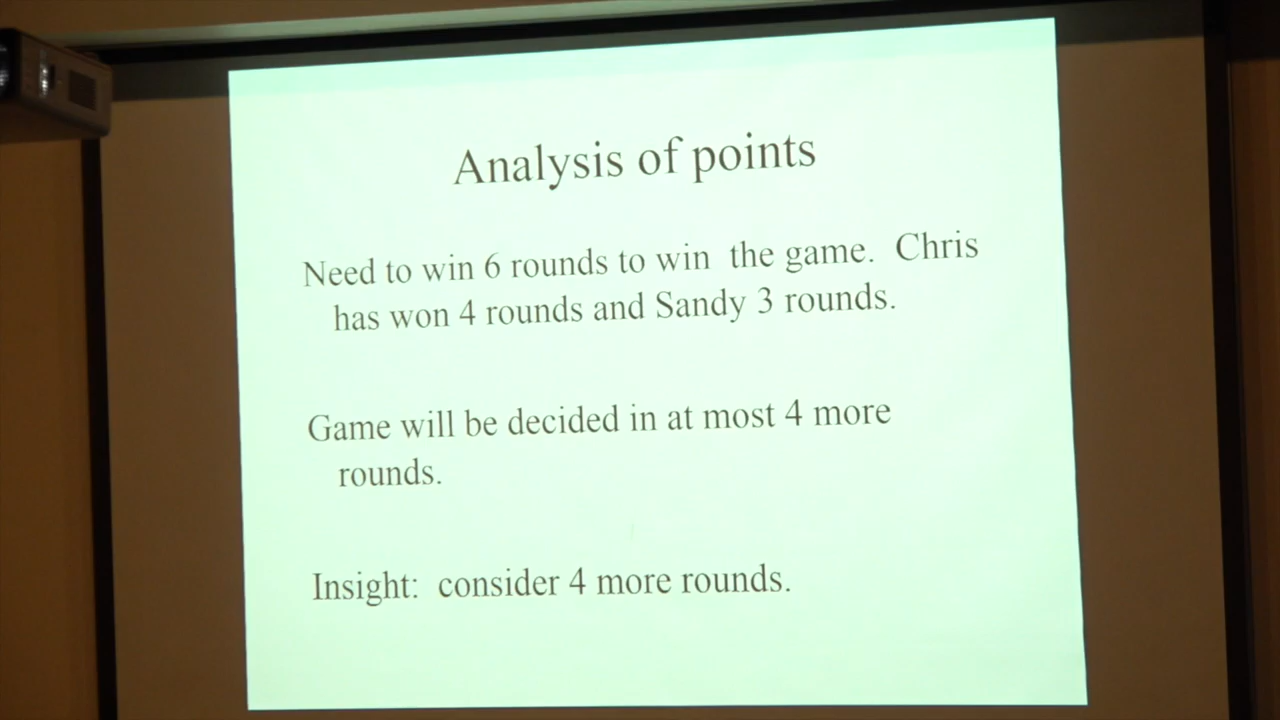 Analysis of points
Need to win 6 rounds to win the game. Chris
has won 4 rounds and Sandy 3 rounds.
Game will be decided in at most 4 more
rounds.
Insight: consider 4 more rounds.